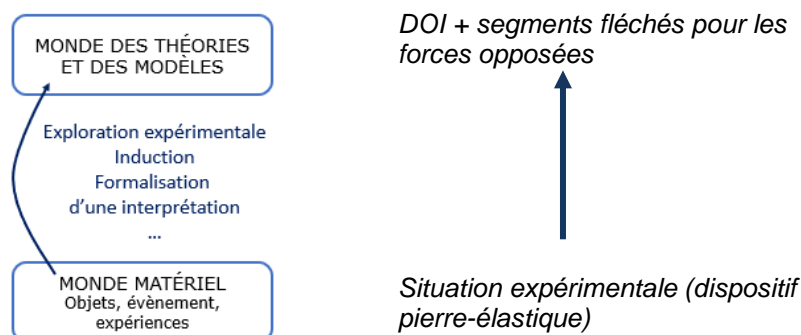 MONDE DES THÉORIES
ET DES MODÈLES
Exploration expérimentale
Induction
Formalisation
d'une interprétation
...
MONDE MATÉRIEL
Objets, évènement,
expériences
DOI + segments fléchés pour les
forces opposées
Situation expérimentale (dispositif
pierre-élastique)